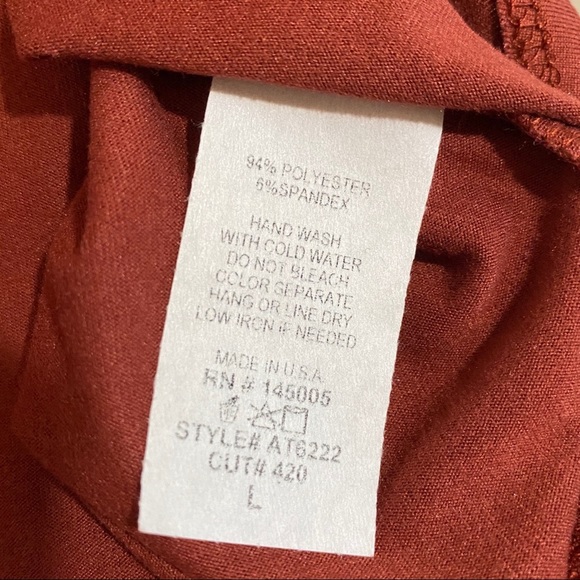 94% POLYESTER
6%SPANDEX
HAND WASH
WITH COLD WATER
DO NOT BLEACH
COLOR SEPARATE
HANG OR LINE DRY
LOW IRON IF NEEDED
MADE IN U.S.A
RN # 145005
STYLE# AT6222
CUT# 420
L